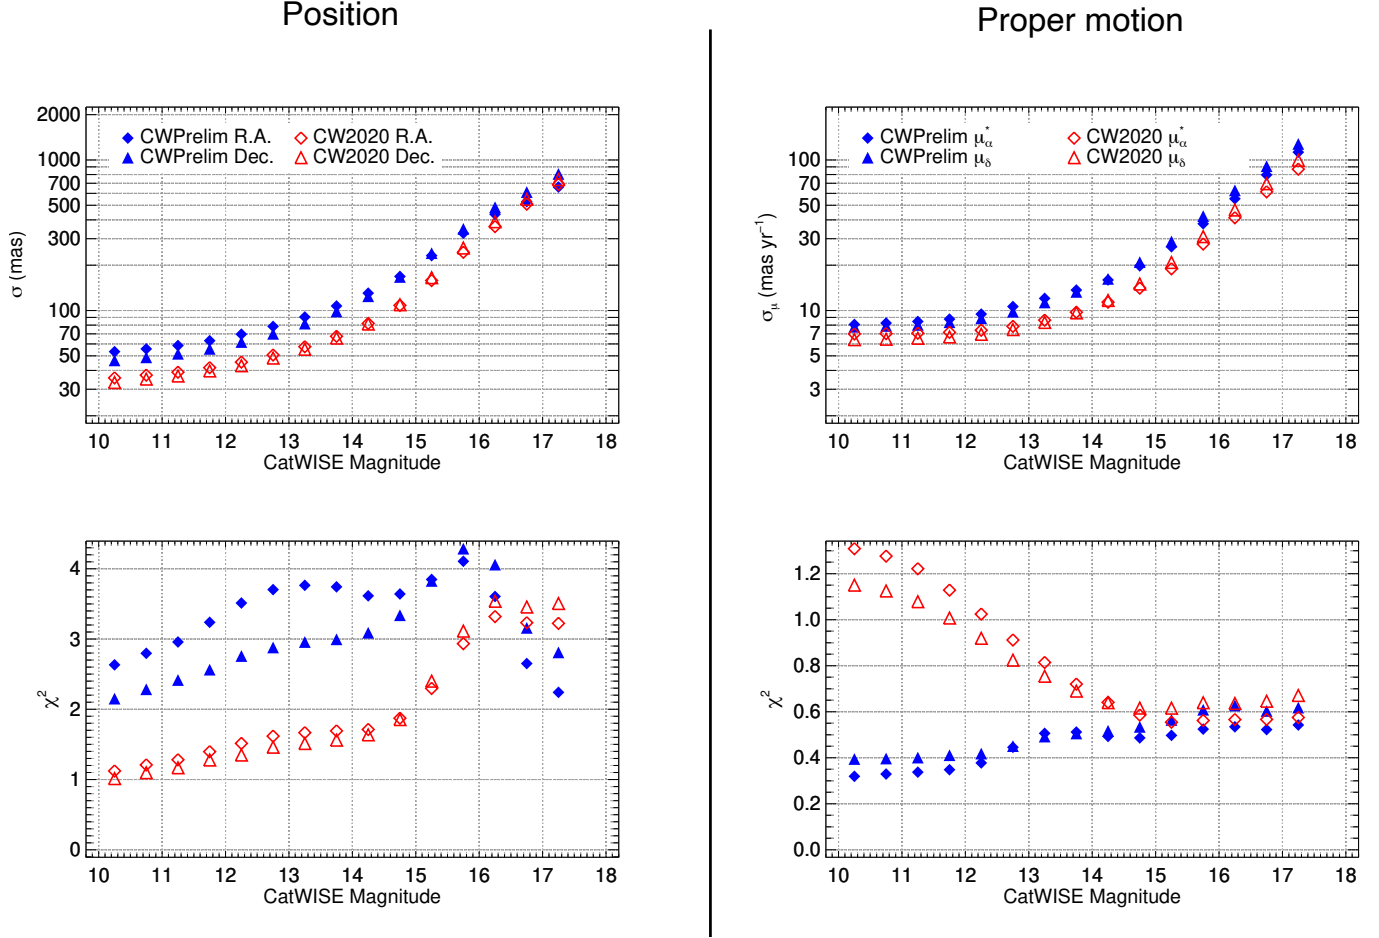 Position
Proper motion
2000
1000
700
500
300
100
70
50
30
σ (mas)
CWPrelim R.A.
CW2020 R.A.
CWPrelim Dec.
CW2020 Dec.
10 11 12 13 14 15 16 17 18
CatWISE Magnitude
100
70
50
30
10
7
5
3
σμ (mas yr⁻¹)
CWPrelim μ*α
CW2020 μ*α
CWPrelim μδ
CW2020 μδ
10 11 12 13 14 15 16 17 18
CatWISE Magnitude
4
3
2
1
0
χ²
10 11 12 13 14 15 16 17 18
CatWISE Magnitude
1.2
1.0
0.8
0.6
0.4
0.2
0.0
χ²
10 11 12 13 14 15 16 17 18
CatWISE Magnitude